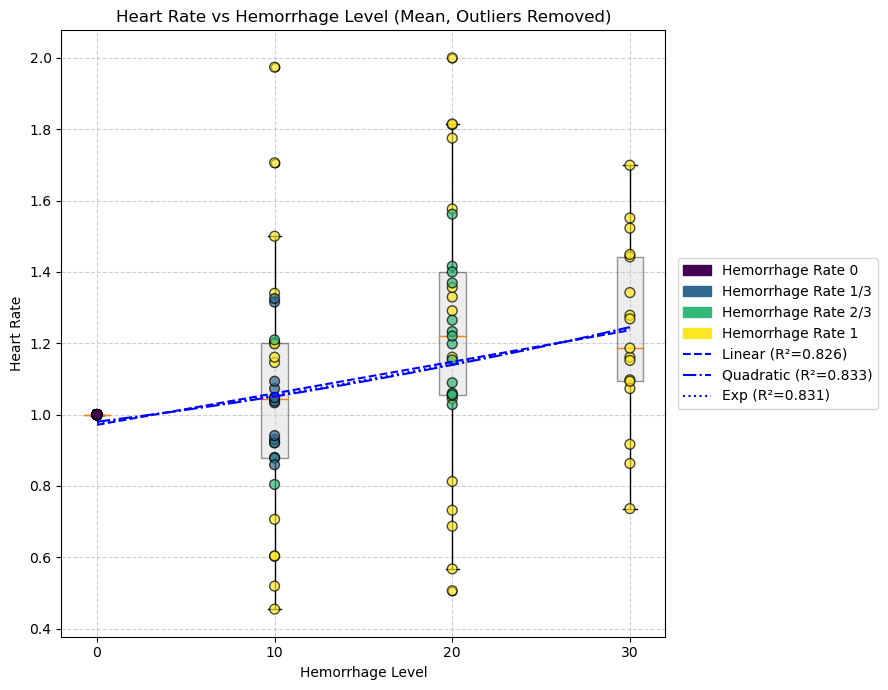 Heart Rate vs Hemorrhage Level (Mean, Outliers Removed)
Heart Rate
2.0
1.8
1.6
1.4
1.2
1.0
0.8
0.6
0.4
0
10
20
30
Hemorrhage Level
Hemorrhage Rate 0
Hemorrhage Rate 1/3
Hemorrhage Rate 2/3
Hemorrhage Rate 1
Linear (R²=0.826)
Quadratic (R²=0.833)
Exp (R²=0.831)